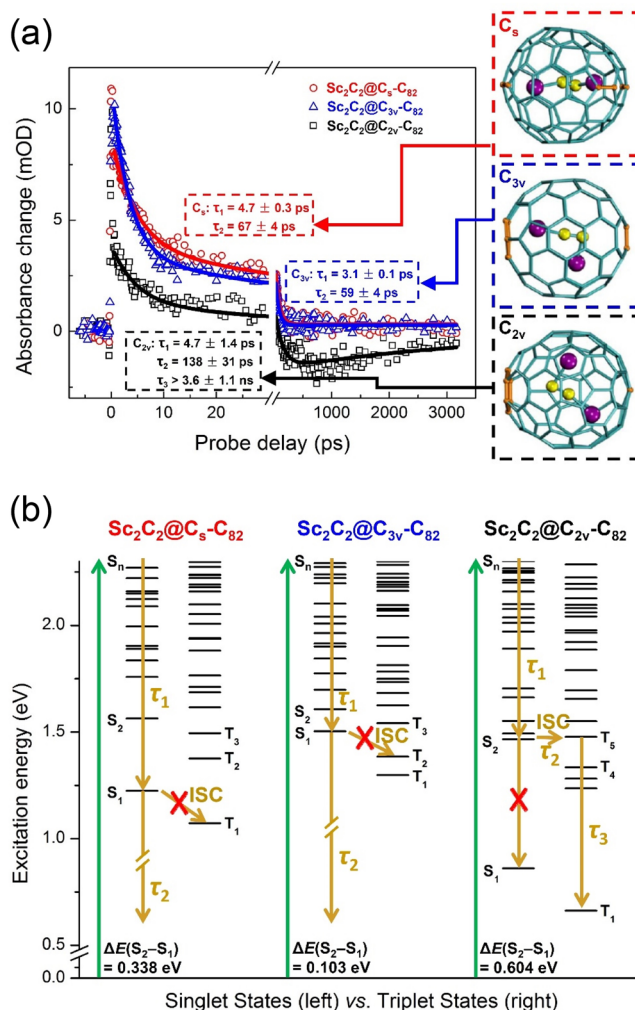 (a)
Absorbance change (mOD)
10
5
0
Sc₂C₂@Cₛ-C₈₂
Sc₂C₂@C₃ᵥ-C₈₂
Sc₂C₂@C₂ᵥ-C₈₂
Cₛ: τ₁ = 4.7 ± 0.3 ps
τ₂ = 67 ± 4 ps
C₃ᵥ: τ₁ = 3.1 ± 0.1 ps
τ₂ = 59 ± 4 ps
C₂ᵥ: τ₁ = 4.7 ± 1.4 ps
τ₂ = 138 ± 31 ps
τ₃ > 3.6 ± 1.1 ns
0 10 20 1000 2000 3000
Probe delay (ps)
Cₛ
C₃ᵥ
C₂ᵥ
(b)
Sc₂C₂@Cₛ-C₈₂ Sc₂C₂@C₃ᵥ-C₈₂ Sc₂C₂@C₂ᵥ-C₈₂
Excitation energy (eV)
2.0
1.5
1.0
0.5
0.0
Sₙ
τ₁
S₂
T₃
T₂
S₁
ISC
T₁
τ₂
ΔE(S₂–S₁)
= 0.338 eV
Sₙ
τ₁
S₂
S₁
ISC
T₃
T₂
T₁
τ₂
ΔE(S₂–S₁)
= 0.103 eV
Sₙ
τ₁
ISC
S₂
τ₂
T₅
T₄
τ₃
S₁
T₁
ΔE(S₂–S₁)
= 0.604 eV
Singlet States (left) vs. Triplet States (right)